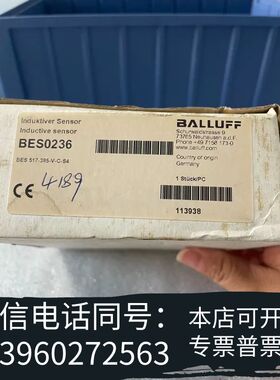 Induktiver Sensor
Inductive sensor
BES0236
BES 517-385-V-C-S4
CE
4189
BALLUFF
Schurwaldstrasse 9
73765 Neuhausen a.d.F.
Phone +49 7158 173-0
www.balluff.com
Country of origin
Germany
1 Stück/PC
113938
信电话同号：
3960272563
本店可开
专票普票